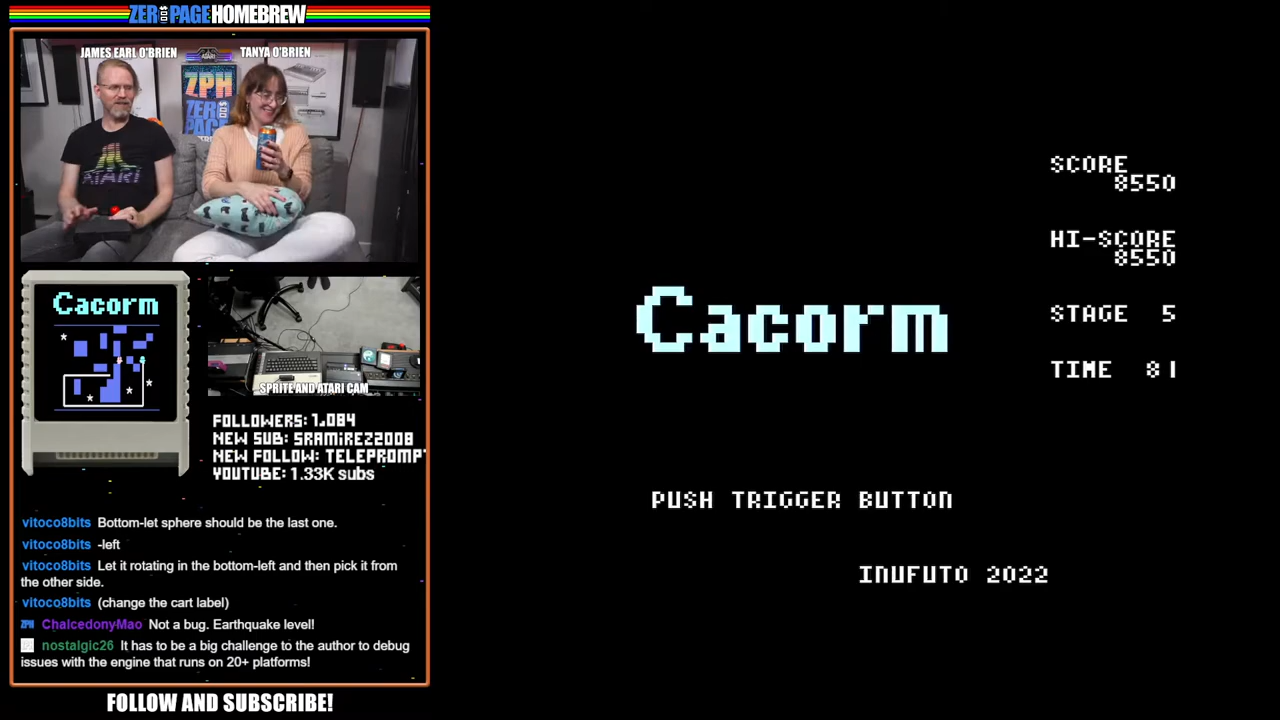 ZERO PAGE HOMEBREW
JAMES EARL O'BRIEN
TANYA O'BRIEN
ZPH
ATARI
Cacorm
SPRITE AND ATARI CAM
FOLLOWERS: 1,084
NEW SUB: SRAMIREZ2008
NEW FOLLOW: TELEPROMPT
YOUTUBE: 1.33K subs
vitoco8bits Bottom-let sphere should be the last one.
vitoco8bits -left
vitoco8bits Let it rotating in the bottom-left and then pick it from
the other side.
vitoco8bits (change the cart label)
ZPH ChalcedonyMao Not a bug. Earthquake level!
nostalgic26 It has to be a big challenge to the author to debug
issues with the engine that runs on 20+ platforms!
FOLLOW AND SUBSCRIBE!
SCORE
8550
HI-SCORE
8550
STAGE 5
TIME 81
Cacorm
PUSH TRIGGER BUTTON
INUFUTO 2022